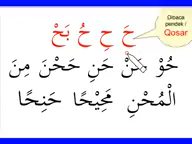 Dibaca
pendek /
Qosar
حَ حِ حُ بَحْ
حُوْ حَنِ حَحْنَ مِنَ
الْمُحْنِ مَحِيْحًا حَنِحًا